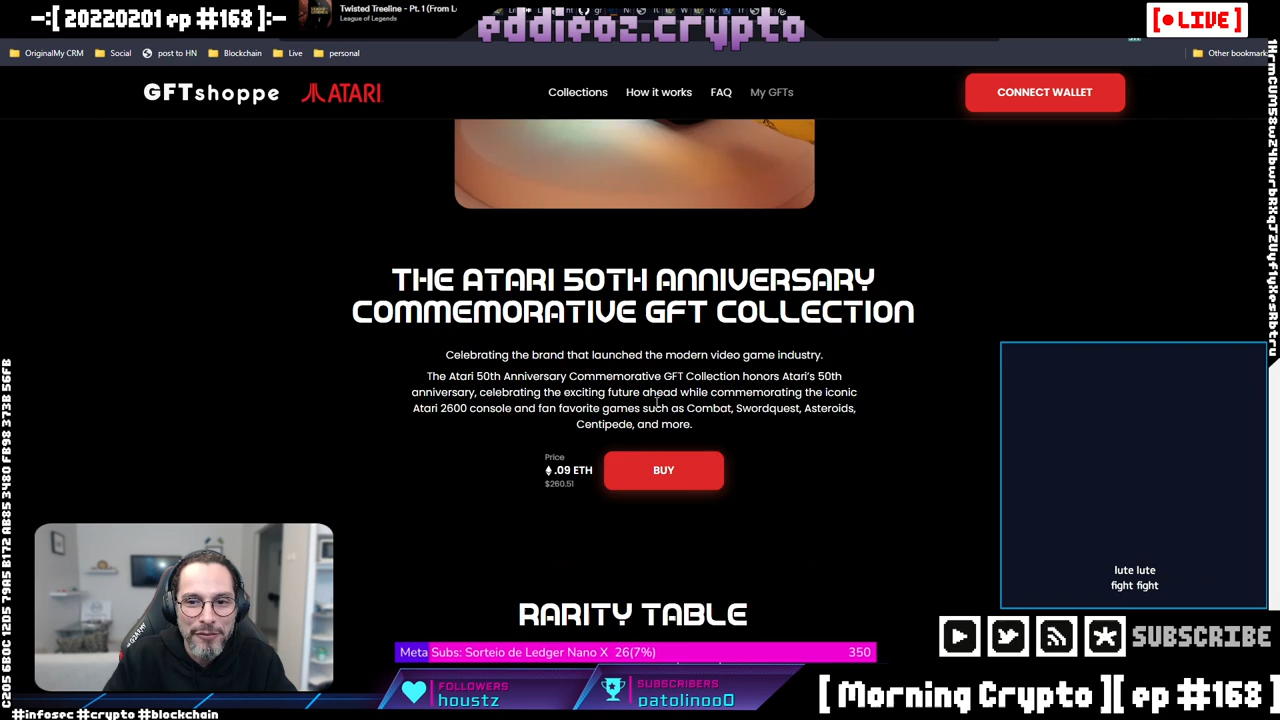 -:[ 20220201 ep #168 ]:-
Twisted Treeline - Pt. 1 (From L
League of Legends
eddieoz.crypto
[● LIVE ]
OriginalMy CRM
Social
post to HN
Blockchain
Live
personal
Other bookmark
GFTshoppe
ATARI
Collections
How it works
FAQ
My GFTs
CONNECT WALLET
THE ATARI 50TH ANNIVERSARY
COMMEMORATIVE GFT COLLECTION
Celebrating the brand that launched the modern video game industry.
The Atari 50th Anniversary Commemorative GFT Collection honors Atari's 50th
anniversary, celebrating the exciting future ahead while commemorating the iconic
Atari 2600 console and fan favorite games such as Combat, Swordquest, Asteroids,
Centipede, and more.
Price
.09 ETH
$260.51
BUY
lute lute
fight fight
RARITY TABLE
Meta Subs: Sorteio de Ledger Nano X 26(7%)
350
FOLLOWERS
houstz
SUBSCRIBERS
patolinoo0
SUBSCRIBE
[ Morning Crypto ][ ep #168 ]
#infosec #crypto #blockchain